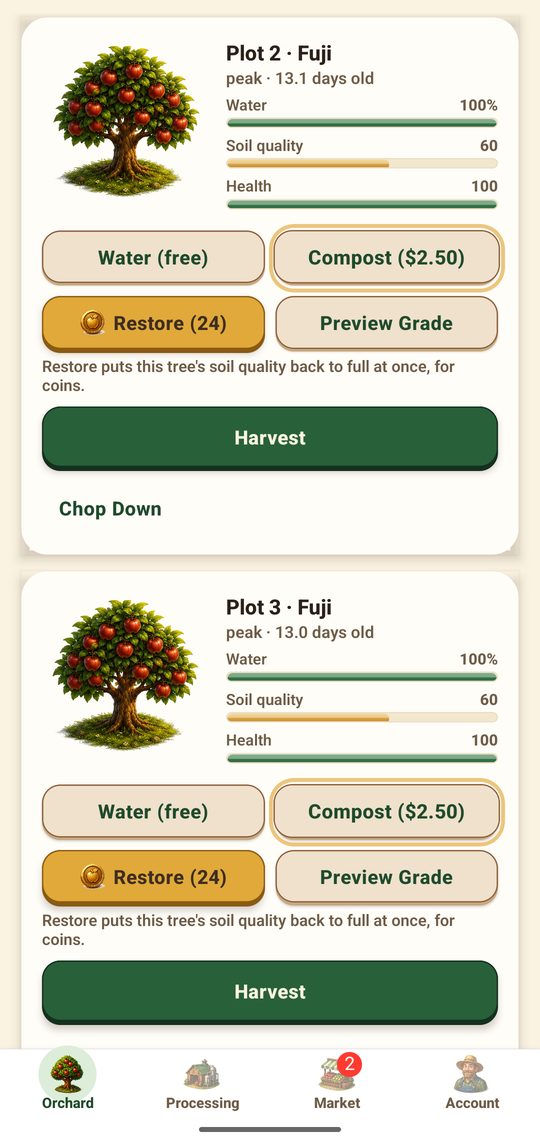 Plot 2 · Fuji
peak · 13.1 days old
Water 100%
Soil quality 60
Health 100
Water (free)
Compost ($2.50)
Restore (24)
Preview Grade
Restore puts this tree's soil quality back to full at once, for
coins.
Harvest
Chop Down
Plot 3 · Fuji
peak · 13.0 days old
Water 100%
Soil quality 60
Health 100
Water (free)
Compost ($2.50)
Restore (24)
Preview Grade
Restore puts this tree's soil quality back to full at once, for
coins.
Harvest
2
Orchard
Processing
Market
Account